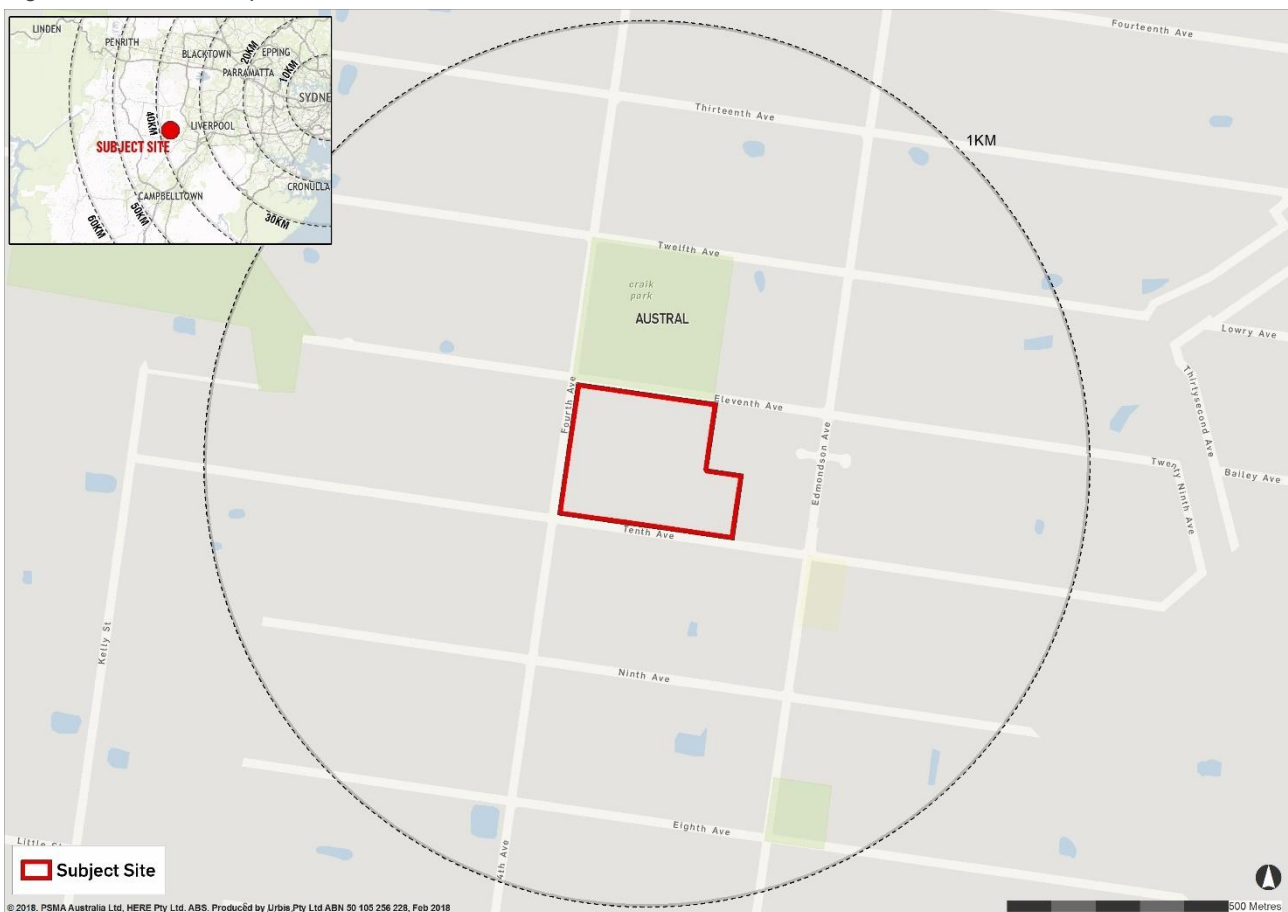 LINDEN
PENRITH
BLACKTOWN
EPPING
20KM
PARRAMATTA
10KM
SYDNE
40KM
LIVERPOOL
SUBJECT SITE
CRONULLA
CAMPBELLTOWN
60KM
50KM
30KM
Fourteenth Ave
Thirteenth Ave
1KM
Twelfth Ave
craik
park
AUSTRAL
Lowry Ave
Thirtysecond Ave
Fourth Ave
Eleventh Ave
Edmondson Ave
Twenty Ninth Ave
Bailey Ave
Tenth Ave
Kelly St
Ninth Ave
Eighth Ave
4th Ave
Subject Site
500 Metres
© 2018. PSMA Australia Ltd, HERE Pty Ltd. ABS. Produced by Urbis Pty Ltd ABN 50 105 256 228, Feb 2018